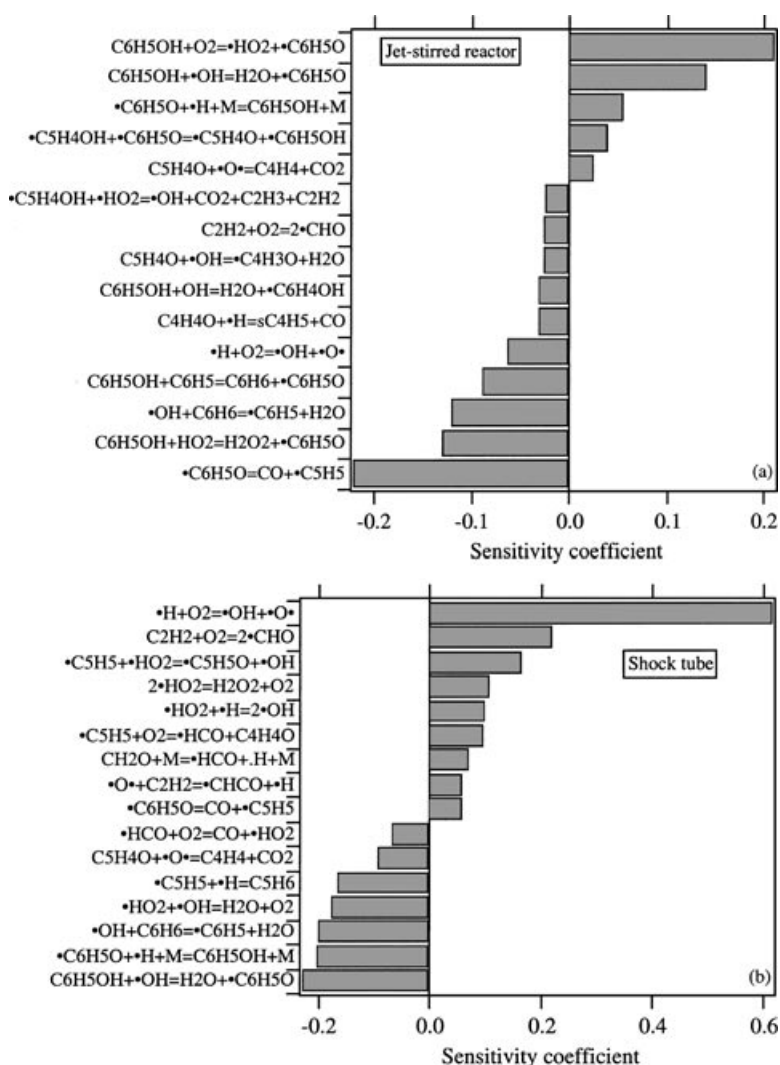 C6H5OH+O2=•HO2+•C6H5O
Jet-stirred reactor
C6H5OH+•OH=H2O+•C6H5O
•C6H5O+•H+M=C6H5OH+M
•C5H4OH+•C6H5O=•C5H4O+•C6H5OH
C5H4O+•O•=C4H4+CO2
•C5H4OH+•HO2=•OH+CO2+C2H3+C2H2
C2H2+O2=2•CHO
C5H4O+•OH=•C4H3O+H2O
C6H5OH+OH=H2O+•C6H4OH
C4H4O+•H=sC4H5+CO
•H+O2=•OH+•O•
C6H5OH+C6H5=C6H6+•C6H5O
•OH+C6H6=•C6H5+H2O
C6H5OH+HO2=H2O2+•C6H5O
•C6H5O=CO+•C5H5
(a)
-0.2 -0.1 0.0 0.1 0.2
Sensitivity coefficient
•H+O2=•OH+•O•
C2H2+O2=2•CHO
•C5H5+•HO2=•C5H5O+•OH
Shock tube
2•HO2=H2O2+O2
•HO2+•H=2•OH
•C5H5+O2=•HCO+C4H4O
CH2O+M=•HCO+.H+M
•O•+C2H2=•CHCO+•H
•C6H5O=CO+•C5H5
•HCO+O2=CO+•HO2
C5H4O+•O•=C4H4+CO2
•C5H5+•H=C5H6
•HO2+•OH=H2O+O2
•OH+C6H6=•C6H5+H2O
•C6H5O+•H+M=C6H5OH+M
C6H5OH+•OH=H2O+•C6H5O
(b)
-0.2 0.0 0.2 0.4 0.6
Sensitivity coefficient